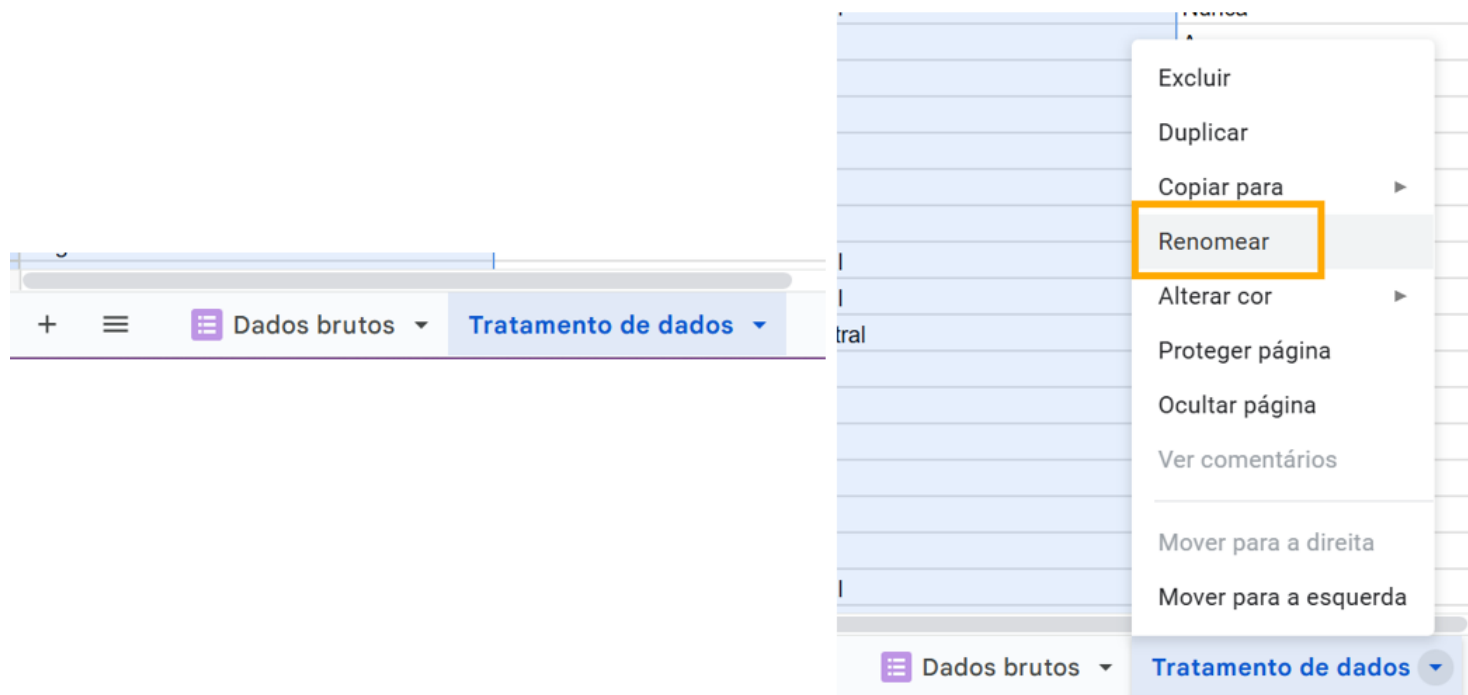 Dados brutos
Tratamento de dados
Excluir
Duplicar
Copiar para
Renomear
Alterar cor
Proteger página
Ocultar página
Ver comentários
Mover para a direita
Mover para a esquerda
tral
Dados brutos
Tratamento de dados